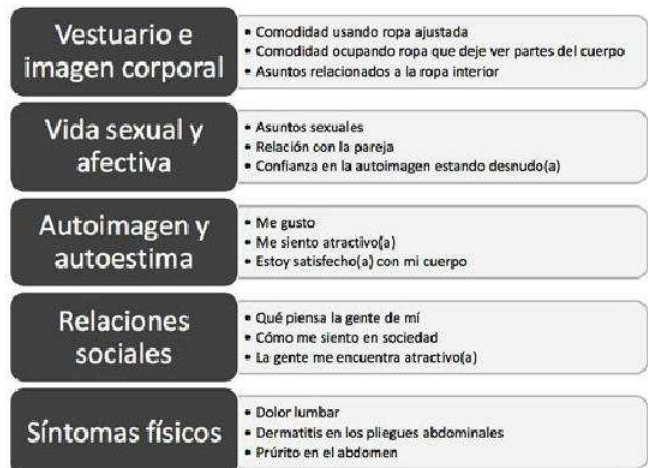 Vestuario e
imagen corporal
• Comodidad usando ropa ajustada
• Comodidad ocupando ropa que deje ver partes del cuerpo
• Asuntos relacionados a la ropa interior
Vida sexual y
afectiva
• Asuntos sexuales
• Relación con la pareja
• Confianza en la autoimagen estando desnudo(a)
Autoimagen y
autoestima
• Me gusto
• Me siento atractivo(a)
• Estoy satisfecho(a) con mi cuerpo
Relaciones
sociales
• Qué piensa la gente de mí
• Cómo me siento en sociedad
• La gente me encuentra atractivo(a)
Síntomas físicos
• Dolor lumbar
• Dermatitis en los pliegues abdominales
• Prúrito en el abdomen